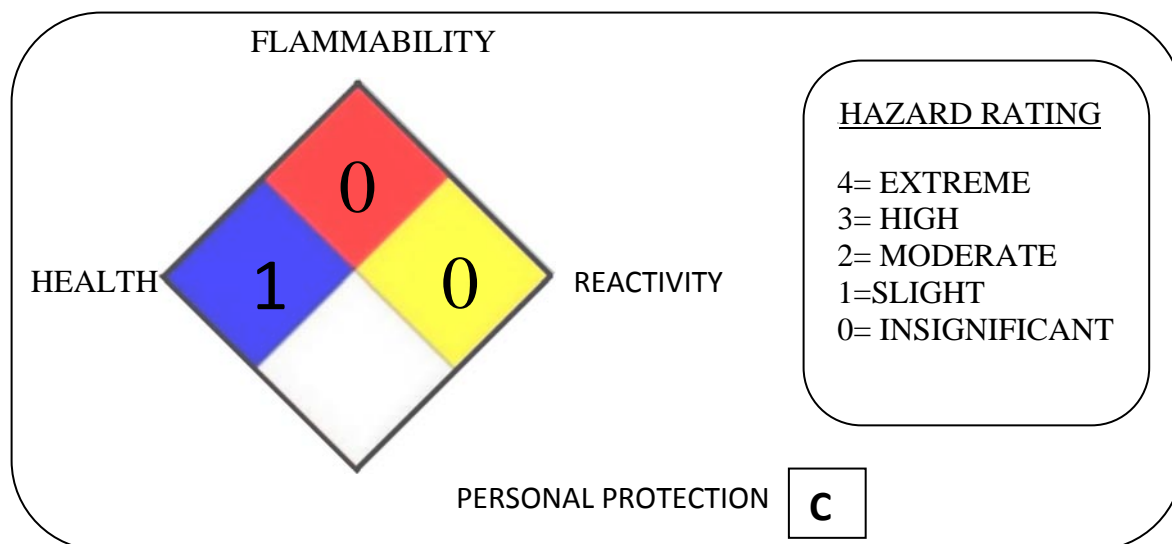 FLAMMABILITY
0
HEALTH
1
0
REACTIVITY
HAZARD RATING
4= EXTREME
3= HIGH
2= MODERATE
1=SLIGHT
0= INSIGNIFICANT
PERSONAL PROTECTION
C